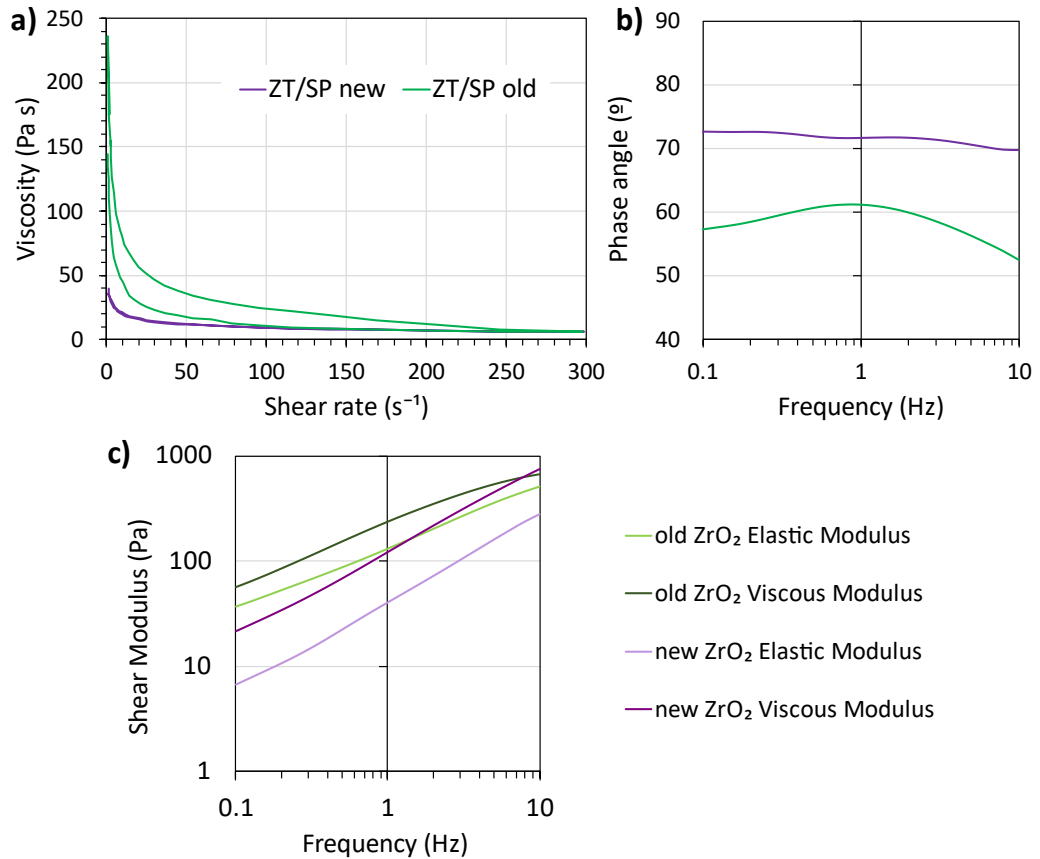 a)
Viscosity (Pa s)
250
200
150
100
50
0
ZT/SP new
ZT/SP old
0 50 100 150 200 250 300
Shear rate (s⁻¹)
b)
Phase angle (º)
90
80
70
60
50
40
0.1 1 10
Frequency (Hz)
c)
Shear Modulus (Pa)
1000
100
10
1
0.1 1 10
Frequency (Hz)
old ZrO₂ Elastic Modulus
old ZrO₂ Viscous Modulus
new ZrO₂ Elastic Modulus
new ZrO₂ Viscous Modulus